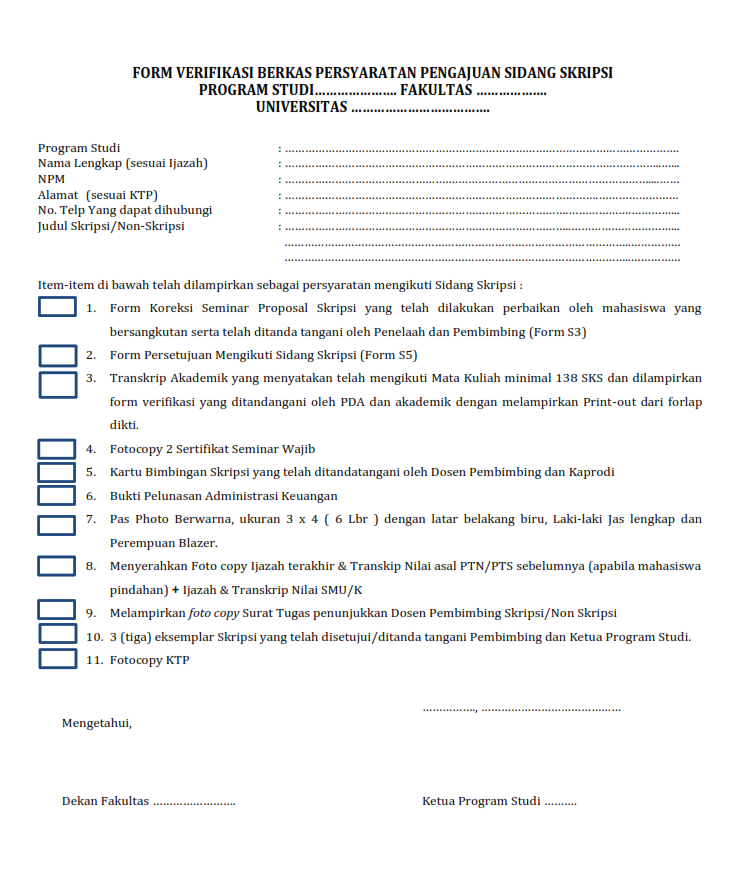 FORM VERIFIKASI BERKAS PERSYARATAN PENGAJUAN SIDANG SKRIPSI
PROGRAM STUDI…………………. FAKULTAS ……………….
UNIVERSITAS ……………………………….
Program Studi : ……………………………………………………………………………………………………….
Nama Lengkap (sesuai Ijazah) : ……………………………………………………………………………………………………….
NPM : ……………………………………………………………………………………………………….
Alamat (sesuai KTP) : ……………………………………………………………………………………………………….
No. Telp Yang dapat dihubungi : ……………………………………………………………………………………………………….
Judul Skripsi/Non-Skripsi : ……………………………………………………………………………………………………….
……………………………………………………………………………………………………….
……………………………………………………………………………………………………….
Item-item di bawah telah dilampirkan sebagai persyaratan mengikuti Sidang Skripsi :
1. Form Koreksi Seminar Proposal Skripsi yang telah dilakukan perbaikan oleh mahasiswa yang
bersangkutan serta telah ditanda tangani oleh Penelaah dan Pembimbing (Form S3)
2. Form Persetujuan Mengikuti Sidang Skripsi (Form S5)
3. Transkrip Akademik yang menyatakan telah mengikuti Mata Kuliah minimal 138 SKS dan dilampirkan
form verifikasi yang ditandangani oleh PDA dan akademik dengan melampirkan Print-out dari forlap
dikti.
4. Fotocopy 2 Sertifikat Seminar Wajib
5. Kartu Bimbingan Skripsi yang telah ditandatangani oleh Dosen Pembimbing dan Kaprodi
6. Bukti Pelunasan Administrasi Keuangan
7. Pas Photo Berwarna, ukuran 3 x 4 ( 6 Lbr ) dengan latar belakang biru, Laki-laki Jas lengkap dan
Perempuan Blazer.
8. Menyerahkan Foto copy Ijazah terakhir & Transkip Nilai asal PTN/PTS sebelumnya (apabila mahasiswa
pindahan) + Ijazah & Transkrip Nilai SMU/K
9. Melampirkan foto copy Surat Tugas penunjukkan Dosen Pembimbing Skripsi/Non Skripsi
10. 3 (tiga) eksemplar Skripsi yang telah disetujui/ditanda tangani Pembimbing dan Ketua Program Studi.
11. Fotocopy KTP
……………., ……………………………………
Mengetahui,
Dekan Fakultas ……………………. Ketua Program Studi ……….